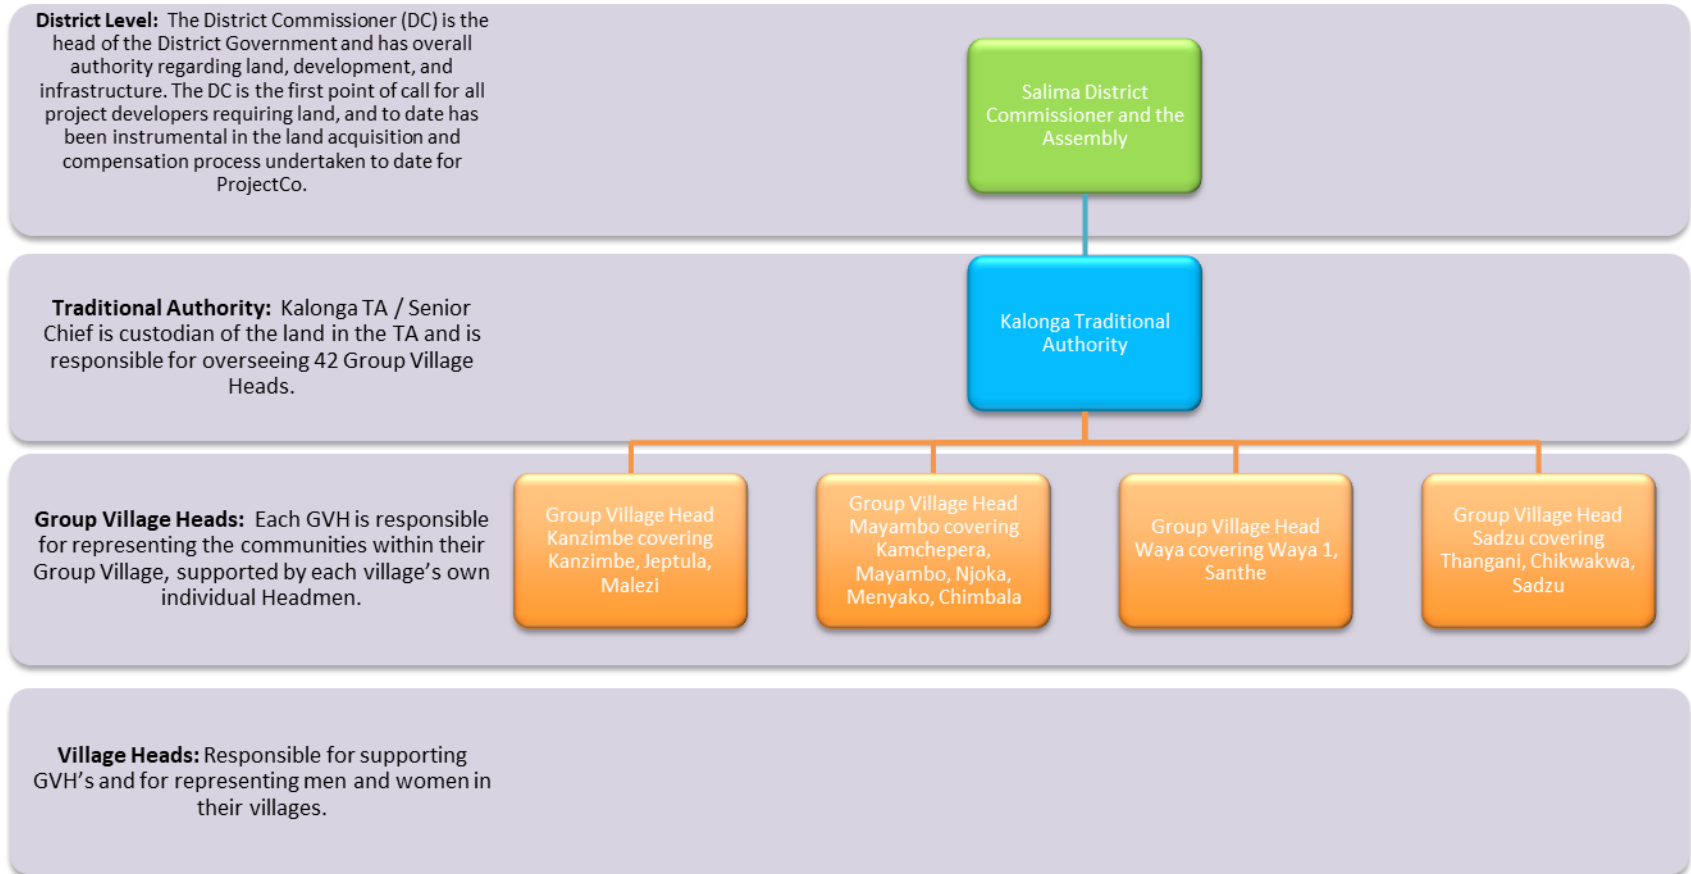 District Level: The District Commissioner (DC) is the
head of the District Government and has overall
authority regarding land, development, and
infrastructure. The DC is the first point of call for all
project developers requiring land, and to date has
been instrumental in the land acquisition and
compensation process undertaken to date for
ProjectCo.
Salima District
Commissioner and the
Assembly
Traditional Authority: Kalonga TA / Senior
Chief is custodian of the land in the TA and is
responsible for overseeing 42 Group Village
Heads.
Kalonga Traditional
Authority
Group Village Heads: Each GVH is responsible
for representing the communities within their
Group Village, supported by each village's own
individual Headmen.
Group Village Head
Kanzimbe covering
Kanzimbe, Jeptula,
Malezi
Group Village Head
Mayambo covering
Kamchepera,
Mayambo, Njoka,
Menyako, Chimbala
Group Village Head
Waya covering Waya 1,
Santhe
Group Village Head
Sadzu covering
Thangani, Chikwakwa,
Sadzu
Village Heads: Responsible for supporting
GVH's and for representing men and women in
their villages.